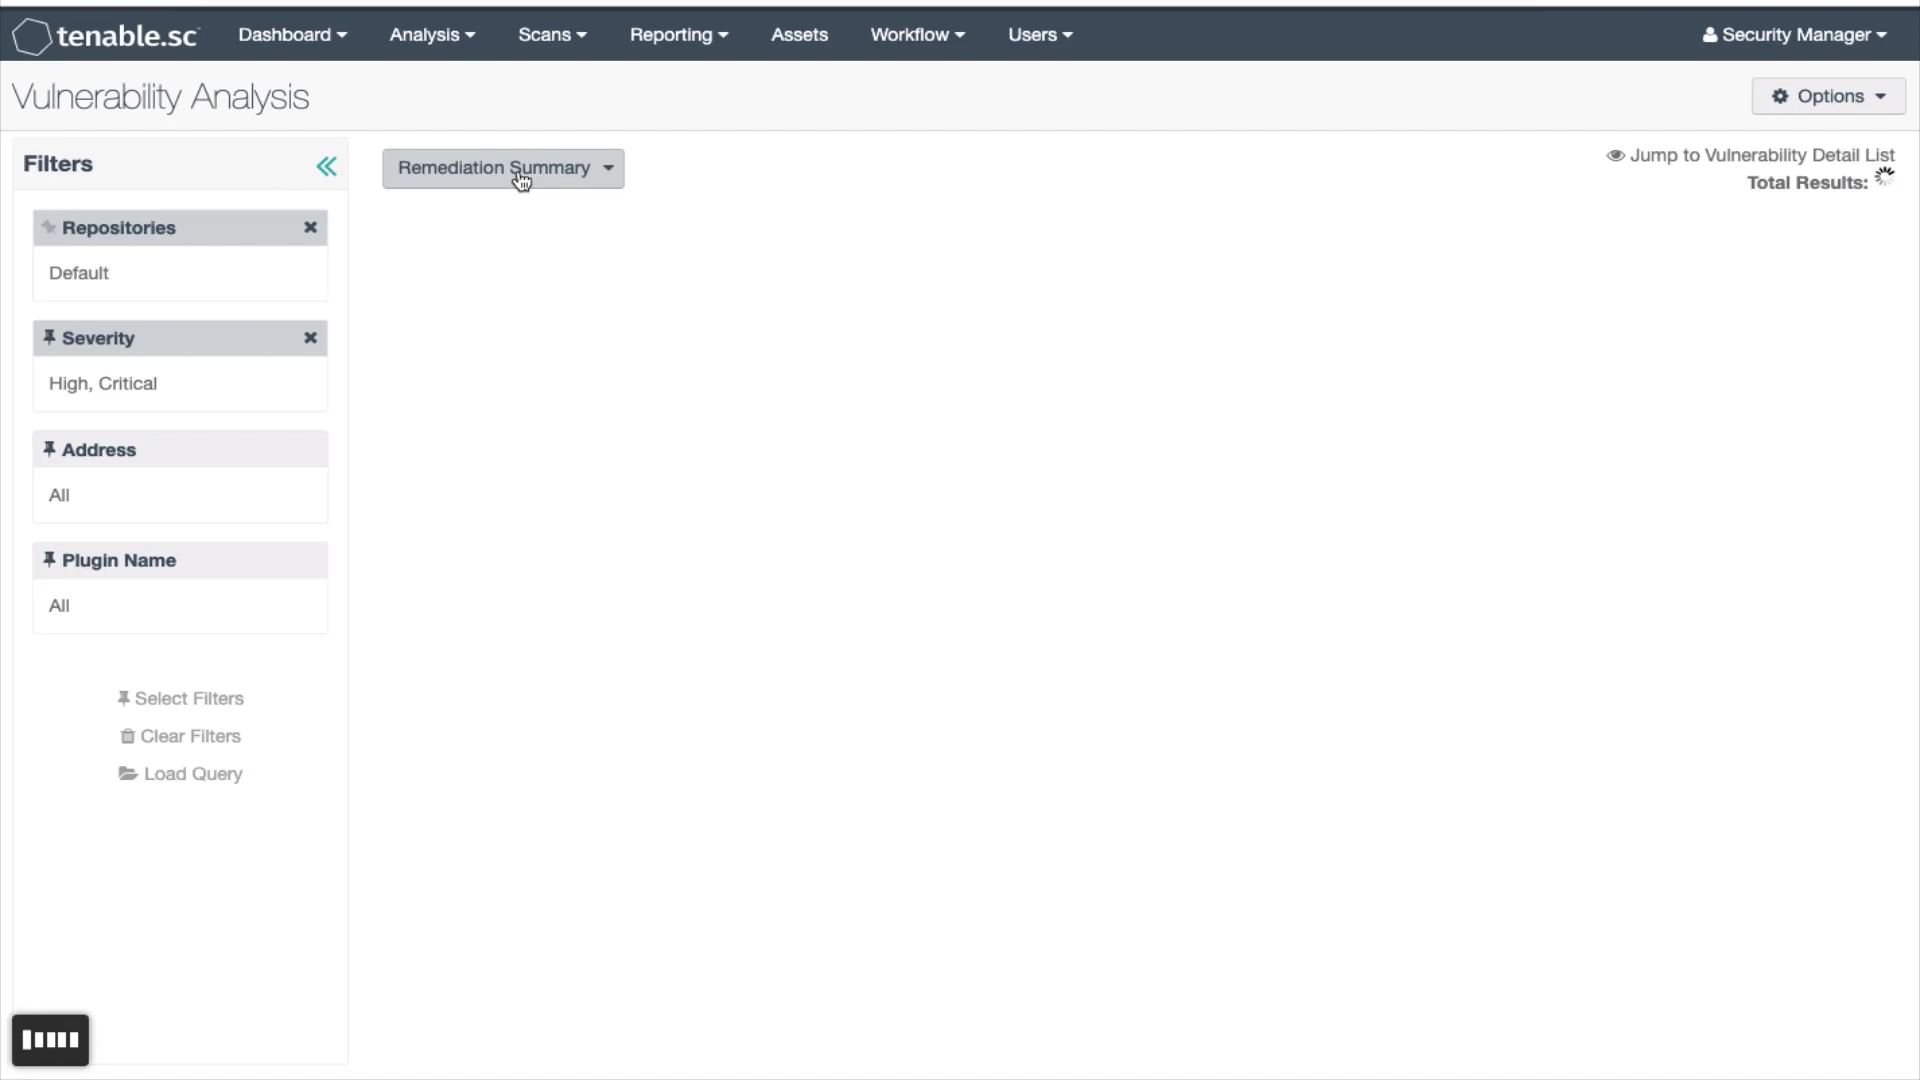 tenable.sc
Dashboard
Analysis
Scans
Reporting
Assets
Workflow
Users
Security Manager
Vulnerability Analysis
Options
Filters
Remediation Summary
Jump to Vulnerability Detail List
Total Results:
Repositories
Default
Severity
High, Critical
Address
All
Plugin Name
All
Select Filters
Clear Filters
Load Query